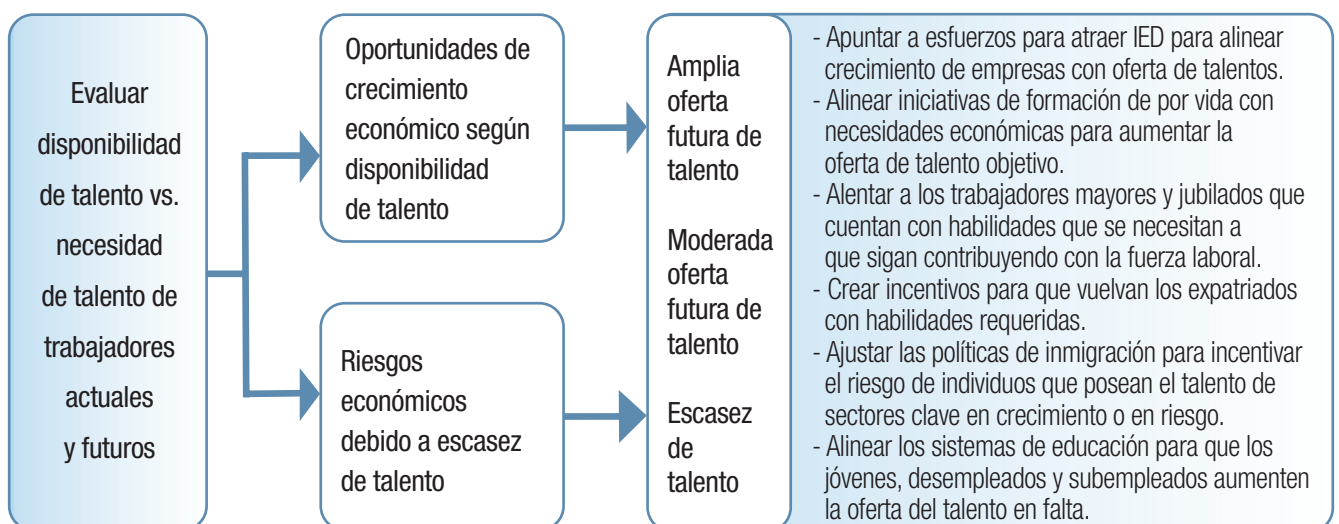 Evaluar
disponibilidad
de talento vs.
necesidad
de talento de
trabajadores
actuales
y futuros
Oportunidades de
crecimiento
económico según
disponibilidad
de talento
Riesgos
económicos
debido a escasez
de talento
Amplia
oferta
futura de
talento
Moderada
oferta
futura de
talento
Escasez
de
talento
- Apuntar a esfuerzos para atraer IED para alinear
crecimiento de empresas con oferta de talentos.
- Alinear iniciativas de formación de por vida con
necesidades económicas para aumentar la
oferta de talento objetivo.
- Alentar a los trabajadores mayores y jubilados que
cuentan con habilidades que se necesitan a
que sigan contribuyendo con la fuerza laboral.
- Crear incentivos para que vuelvan los expatriados
con habilidades requeridas.
- Ajustar las políticas de inmigración para incentivar
el riesgo de individuos que posean el talento de
sectores clave en crecimiento o en riesgo.
- Alinear los sistemas de educación para que los
jóvenes, desempleados y subempleados aumenten
la oferta del talento en falta.